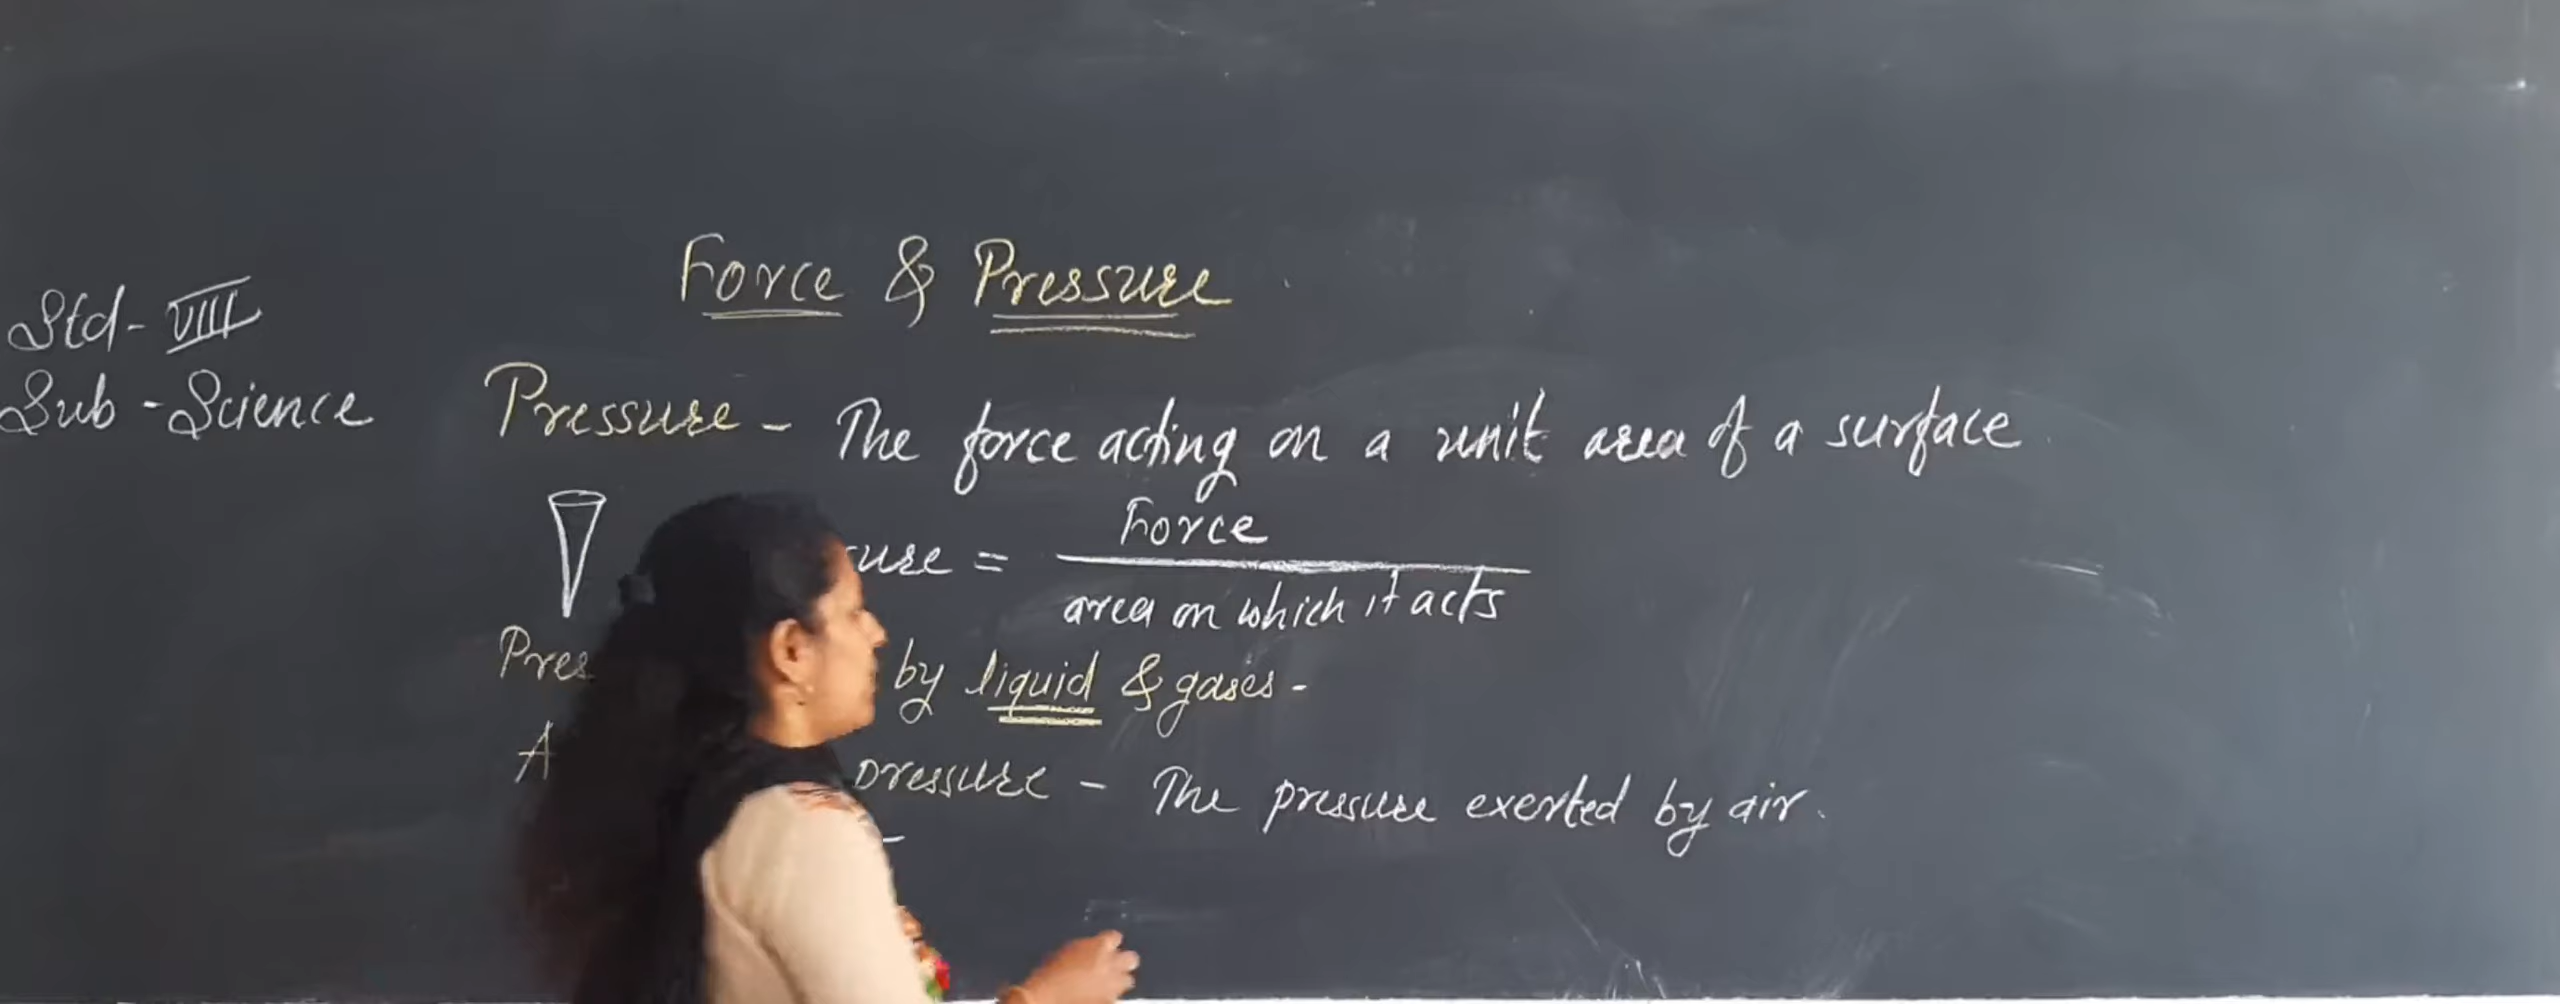 Force & Pressure
Std - VIII
Sub - Science
Pressure - The force acting on a unit area of a surface
= Force
area on which it acts
by liquid & gases -
pressure - The pressure exerted by air.